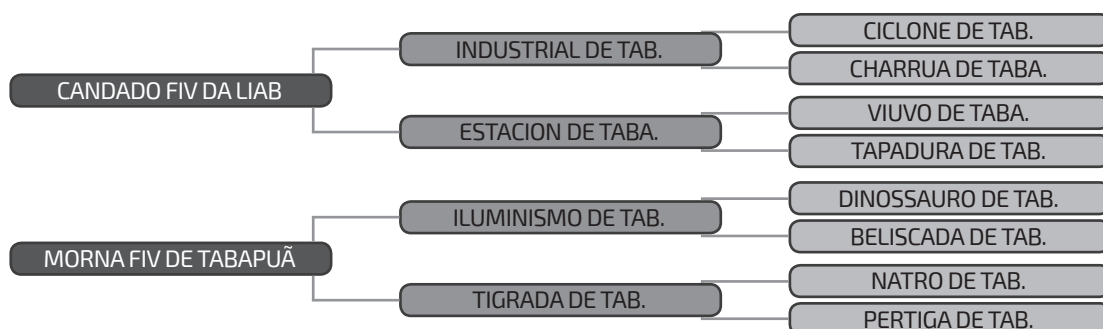 CICLONE DE TAB.
INDUSTRIAL DE TAB.
CHARRUA DE TABA.
CANDADO FIV DA LIAB
VIUVO DE TABA.
ESTACION DE TABA.
TAPADURA DE TAB.
DINOSSAURO DE TAB.
ILUMINISMO DE TAB.
BELISCADA DE TAB.
MORNA FIV DE TABAPUÃ
NATRO DE TAB.
TIGRADA DE TAB.
PERTIGA DE TAB.